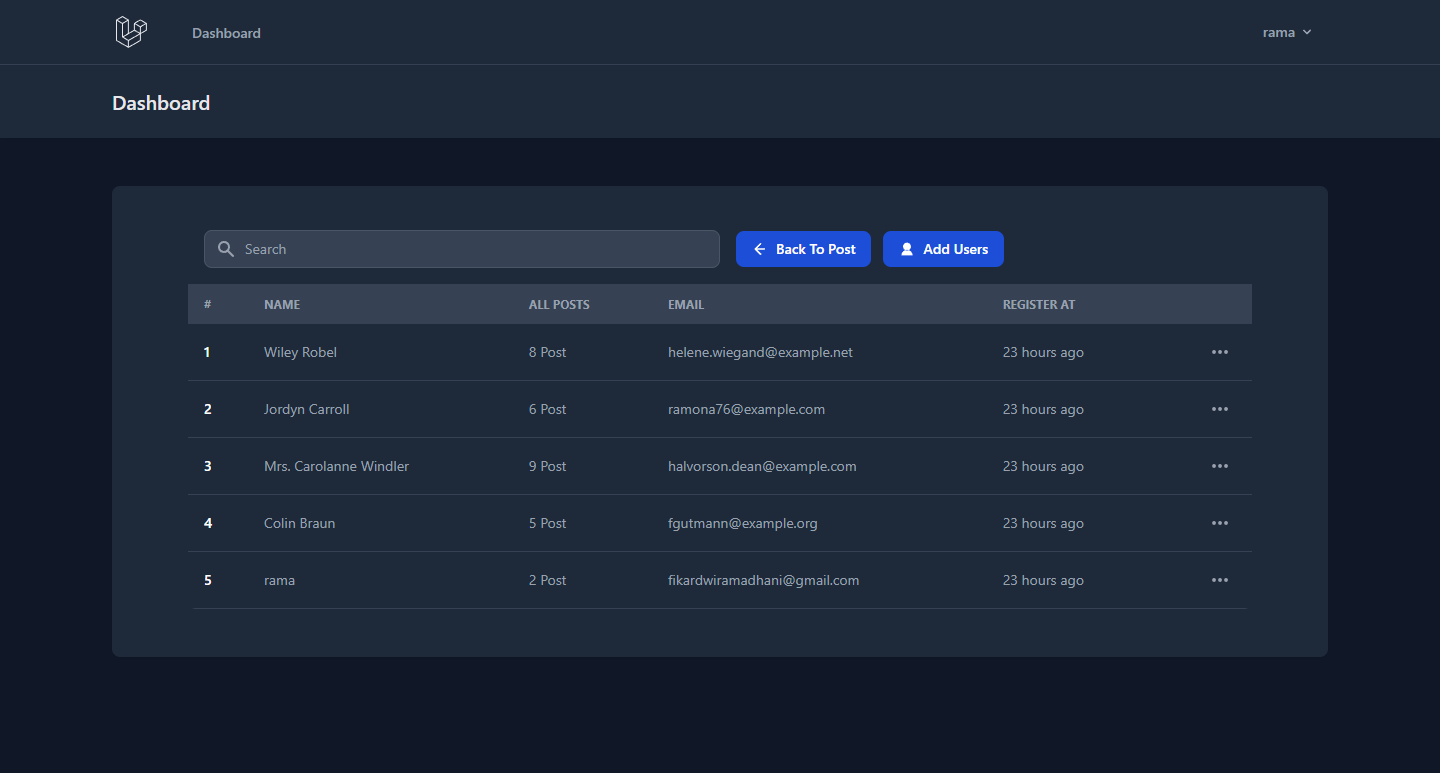 Dashboard rama
Dashboard
Search Back To Post Add Users
# NAME ALL POSTS EMAIL REGISTER AT
1 Wiley Robel 8 Post helene.wiegand@example.net 23 hours ago
2 Jordyn Carroll 6 Post ramona76@example.com 23 hours ago
3 Mrs. Carolanne Windler 9 Post halvorson.dean@example.com 23 hours ago
4 Colin Braun 5 Post fgutmann@example.org 23 hours ago
5 rama 2 Post fikardwiramadhani@gmail.com 23 hours ago